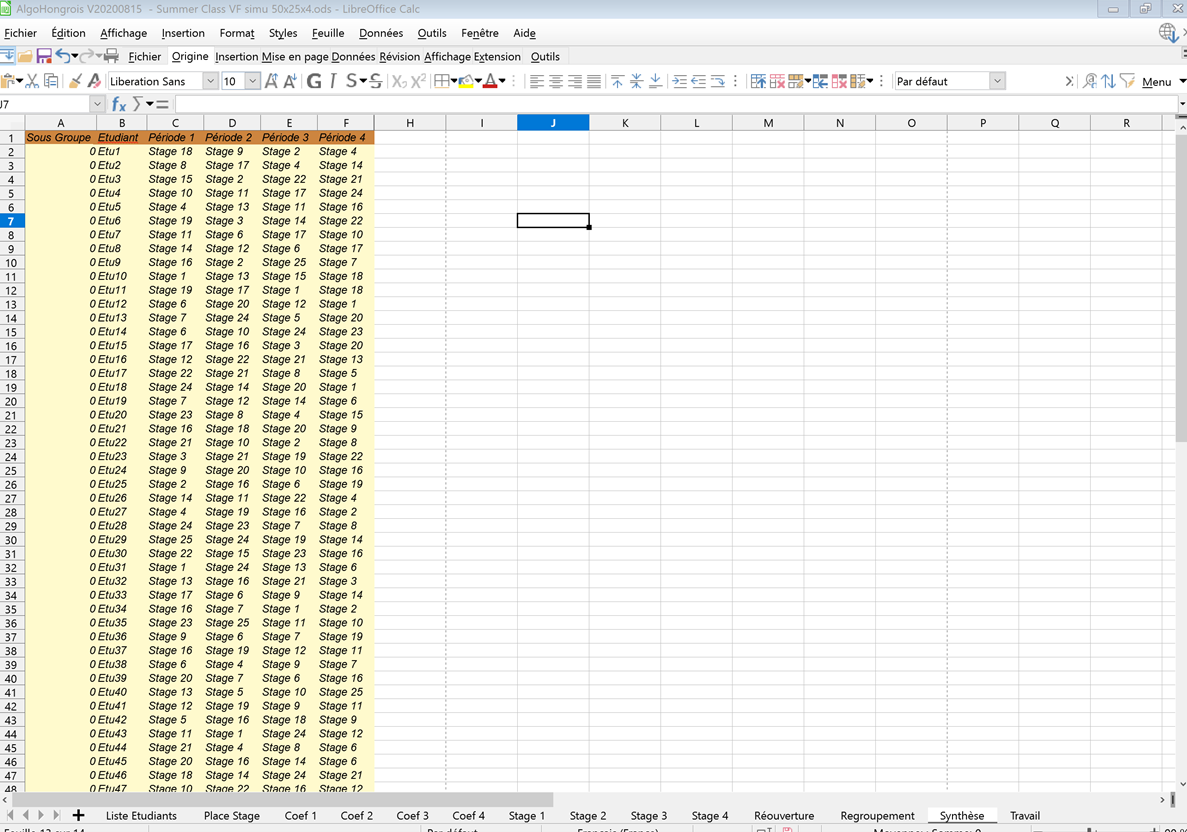 AlgoHongrois V20200815 - Summer Class VF simu 50x25x4.ods - LibreOffice Calc
Fichier Édition Affichage Insertion Format Styles Feuille Données Outils Fenêtre Aide
Fichier Origine Insertion Mise en page Données Révision Affichage Extension Outils
Liberation Sans 10 Par défaut Menu
J7
A B C D E F H I J K L M N O P Q R
1 Sous Groupe Etudiant Période 1 Période 2 Période 3 Période 4
2 0 Etu1 Stage 18 Stage 9 Stage 2 Stage 4
3 0 Etu2 Stage 8 Stage 17 Stage 4 Stage 14
4 0 Etu3 Stage 15 Stage 2 Stage 22 Stage 21
5 0 Etu4 Stage 10 Stage 11 Stage 17 Stage 24
6 0 Etu5 Stage 4 Stage 13 Stage 11 Stage 16
7 0 Etu6 Stage 19 Stage 3 Stage 14 Stage 22
8 0 Etu7 Stage 11 Stage 6 Stage 17 Stage 10
9 0 Etu8 Stage 14 Stage 12 Stage 6 Stage 17
10 0 Etu9 Stage 16 Stage 2 Stage 25 Stage 7
11 0 Etu10 Stage 1 Stage 13 Stage 15 Stage 18
12 0 Etu11 Stage 19 Stage 17 Stage 1 Stage 18
13 0 Etu12 Stage 6 Stage 20 Stage 12 Stage 1
14 0 Etu13 Stage 7 Stage 24 Stage 5 Stage 20
15 0 Etu14 Stage 6 Stage 10 Stage 24 Stage 23
16 0 Etu15 Stage 17 Stage 16 Stage 3 Stage 20
17 0 Etu16 Stage 12 Stage 22 Stage 21 Stage 13
18 0 Etu17 Stage 22 Stage 21 Stage 8 Stage 5
19 0 Etu18 Stage 24 Stage 14 Stage 20 Stage 1
20 0 Etu19 Stage 7 Stage 12 Stage 14 Stage 6
21 0 Etu20 Stage 23 Stage 8 Stage 4 Stage 15
22 0 Etu21 Stage 16 Stage 18 Stage 20 Stage 9
23 0 Etu22 Stage 21 Stage 10 Stage 2 Stage 8
24 0 Etu23 Stage 3 Stage 21 Stage 19 Stage 22
25 0 Etu24 Stage 9 Stage 20 Stage 10 Stage 16
26 0 Etu25 Stage 2 Stage 16 Stage 6 Stage 19
27 0 Etu26 Stage 14 Stage 11 Stage 22 Stage 4
28 0 Etu27 Stage 4 Stage 19 Stage 16 Stage 2
29 0 Etu28 Stage 24 Stage 23 Stage 7 Stage 8
30 0 Etu29 Stage 25 Stage 24 Stage 19 Stage 14
31 0 Etu30 Stage 22 Stage 15 Stage 23 Stage 16
32 0 Etu31 Stage 1 Stage 24 Stage 13 Stage 6
33 0 Etu32 Stage 13 Stage 16 Stage 21 Stage 3
34 0 Etu33 Stage 17 Stage 6 Stage 9 Stage 14
35 0 Etu34 Stage 16 Stage 7 Stage 1 Stage 2
36 0 Etu35 Stage 23 Stage 25 Stage 11 Stage 10
37 0 Etu36 Stage 9 Stage 6 Stage 7 Stage 19
38 0 Etu37 Stage 16 Stage 19 Stage 12 Stage 11
39 0 Etu38 Stage 6 Stage 4 Stage 9 Stage 7
40 0 Etu39 Stage 20 Stage 7 Stage 6 Stage 16
41 0 Etu40 Stage 13 Stage 5 Stage 10 Stage 25
42 0 Etu41 Stage 12 Stage 19 Stage 9 Stage 11
43 0 Etu42 Stage 5 Stage 16 Stage 18 Stage 9
44 0 Etu43 Stage 11 Stage 1 Stage 24 Stage 12
45 0 Etu44 Stage 21 Stage 4 Stage 8 Stage 6
46 0 Etu45 Stage 20 Stage 16 Stage 14 Stage 6
47 0 Etu46 Stage 18 Stage 14 Stage 24 Stage 21
48 0 Etu47 Stage 10 Stage 22 Stage 16 Stage 12
Liste Etudiants Place Stage Coef 1 Coef 2 Coef 3 Coef 4 Stage 1 Stage 2 Stage 3 Stage 4 Réouverture Regroupement Synthèse Travail
Feuille 13 sur 14 Par défaut Français (France) Moyenne: ; Somme: 0